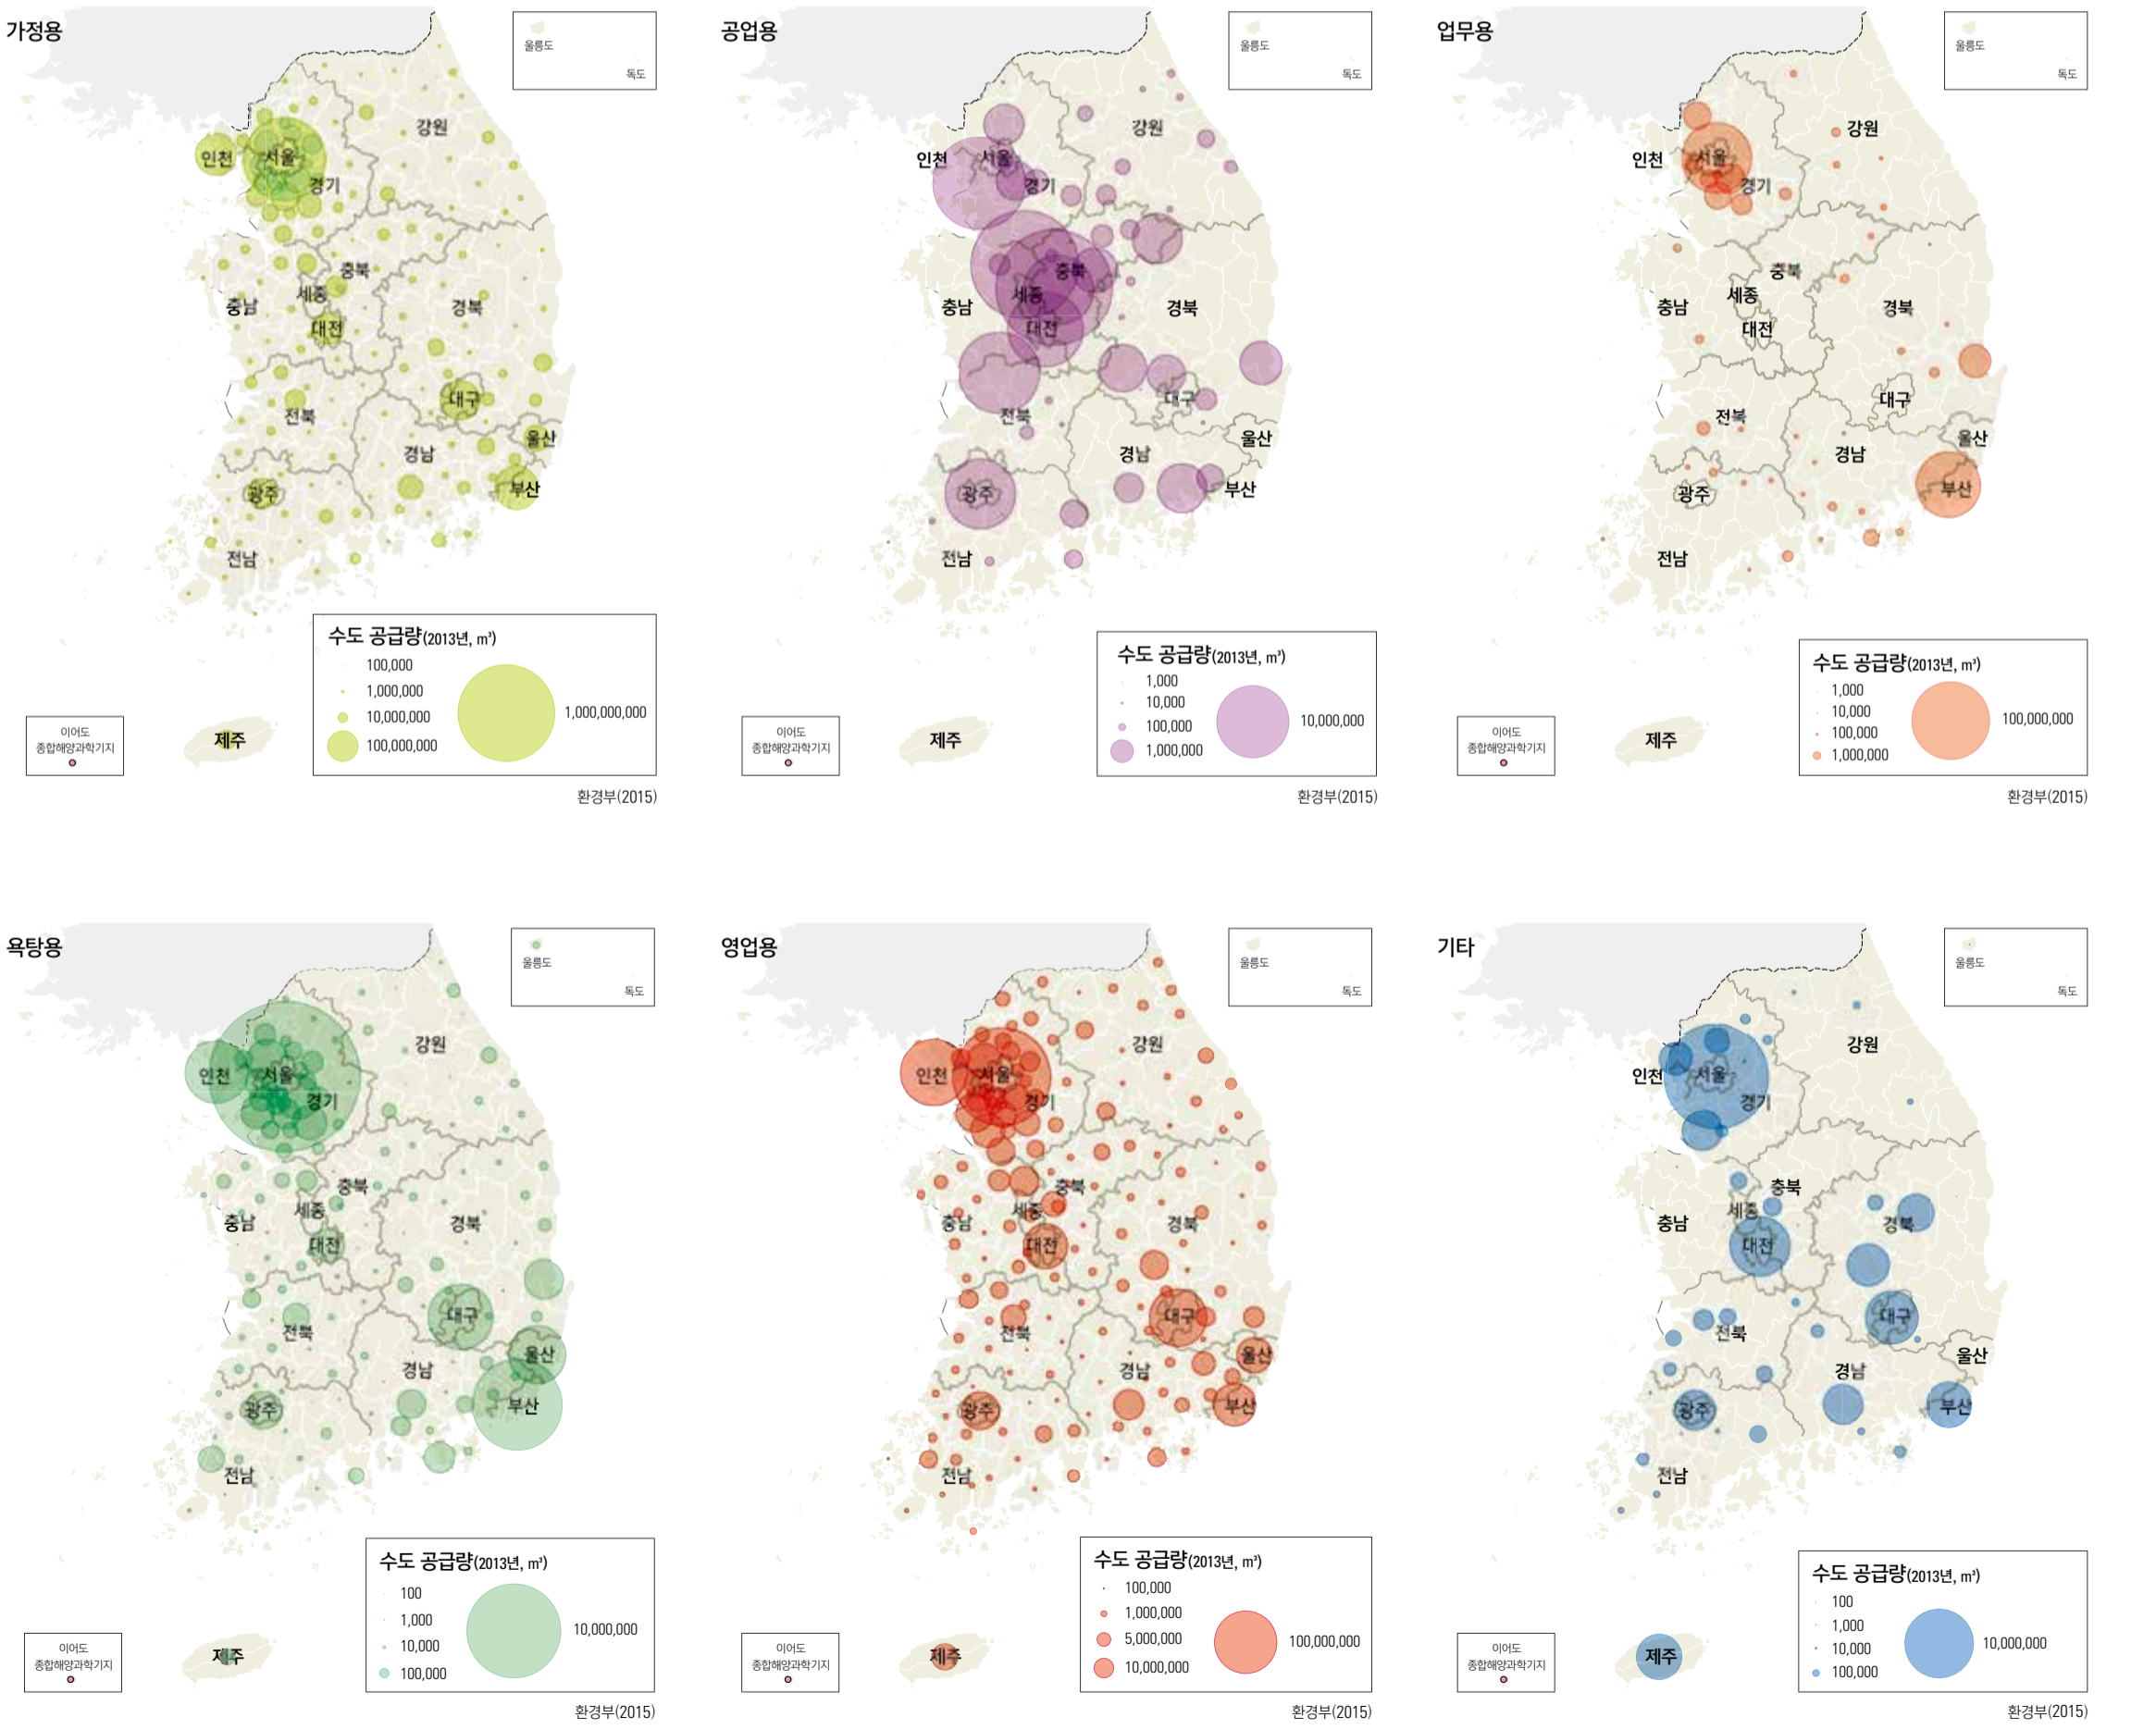 가정용
울릉도
독도
강원
인천
서울
경기
충북
세종
충남
대전
경북
대구
전북
울산
경남
부산
광주
전남
제주
이어도
종합해양과학기지
수도 공급량(2013년, m³)
100,000
1,000,000
10,000,000
100,000,000
1,000,000,000
환경부(2015)
공업용
울릉도
독도
강원
인천
서울
경기
충북
세종
충남
대전
경북
대구
전북
울산
경남
부산
광주
전남
제주
이어도
종합해양과학기지
수도 공급량(2013년, m³)
1,000
10,000
100,000
1,000,000
10,000,000
환경부(2015)
업무용
울릉도
독도
강원
인천
서울
경기
충북
세종
충남
대전
경북
대구
전북
울산
경남
부산
광주
전남
제주
이어도
종합해양과학기지
수도 공급량(2013년, m³)
1,000
10,000
100,000
1,000,000
100,000,000
환경부(2015)
욕탕용
울릉도
독도
강원
인천
서울
경기
충북
세종
충남
대전
경북
대구
전북
울산
경남
부산
광주
전남
제주
이어도
종합해양과학기지
수도 공급량(2013년, m³)
100
1,000
10,000
100,000
10,000,000
환경부(2015)
영업용
울릉도
독도
강원
인천
서울
경기
충북
세종
충남
대전
경북
대구
전북
울산
경남
부산
광주
전남
제주
이어도
종합해양과학기지
수도 공급량(2013년, m³)
100,000
1,000,000
5,000,000
10,000,000
100,000,000
환경부(2015)
기타
울릉도
독도
강원
인천
서울
경기
충북
세종
충남
대전
경북
대구
전북
울산
경남
부산
광주
전남
제주
이어도
종합해양과학기지
수도 공급량(2013년, m³)
100
1,000
10,000
100,000
10,000,000
환경부(2015)